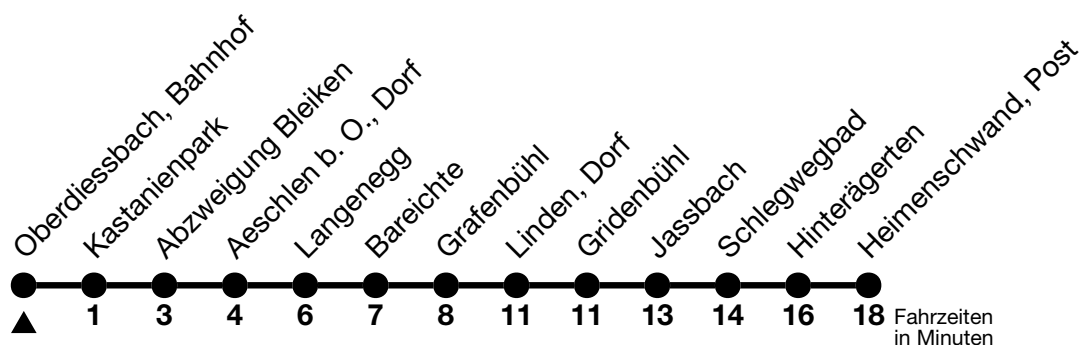 Oberdiessbach, Bahnhof
Kastanienpark
Abzweigung Bleiken
Aeschlen b. O., Dorf
Langenegg
Bareichte
Grafenbühl
Linden, Dorf
Gridenbühl
Jassbach
Schlegwegbad
Hinterägerten
Heimenschwand, Post
1 3 4 6 7 8 11 11 13 14 16 18 Fahrzeiten
in Minuten